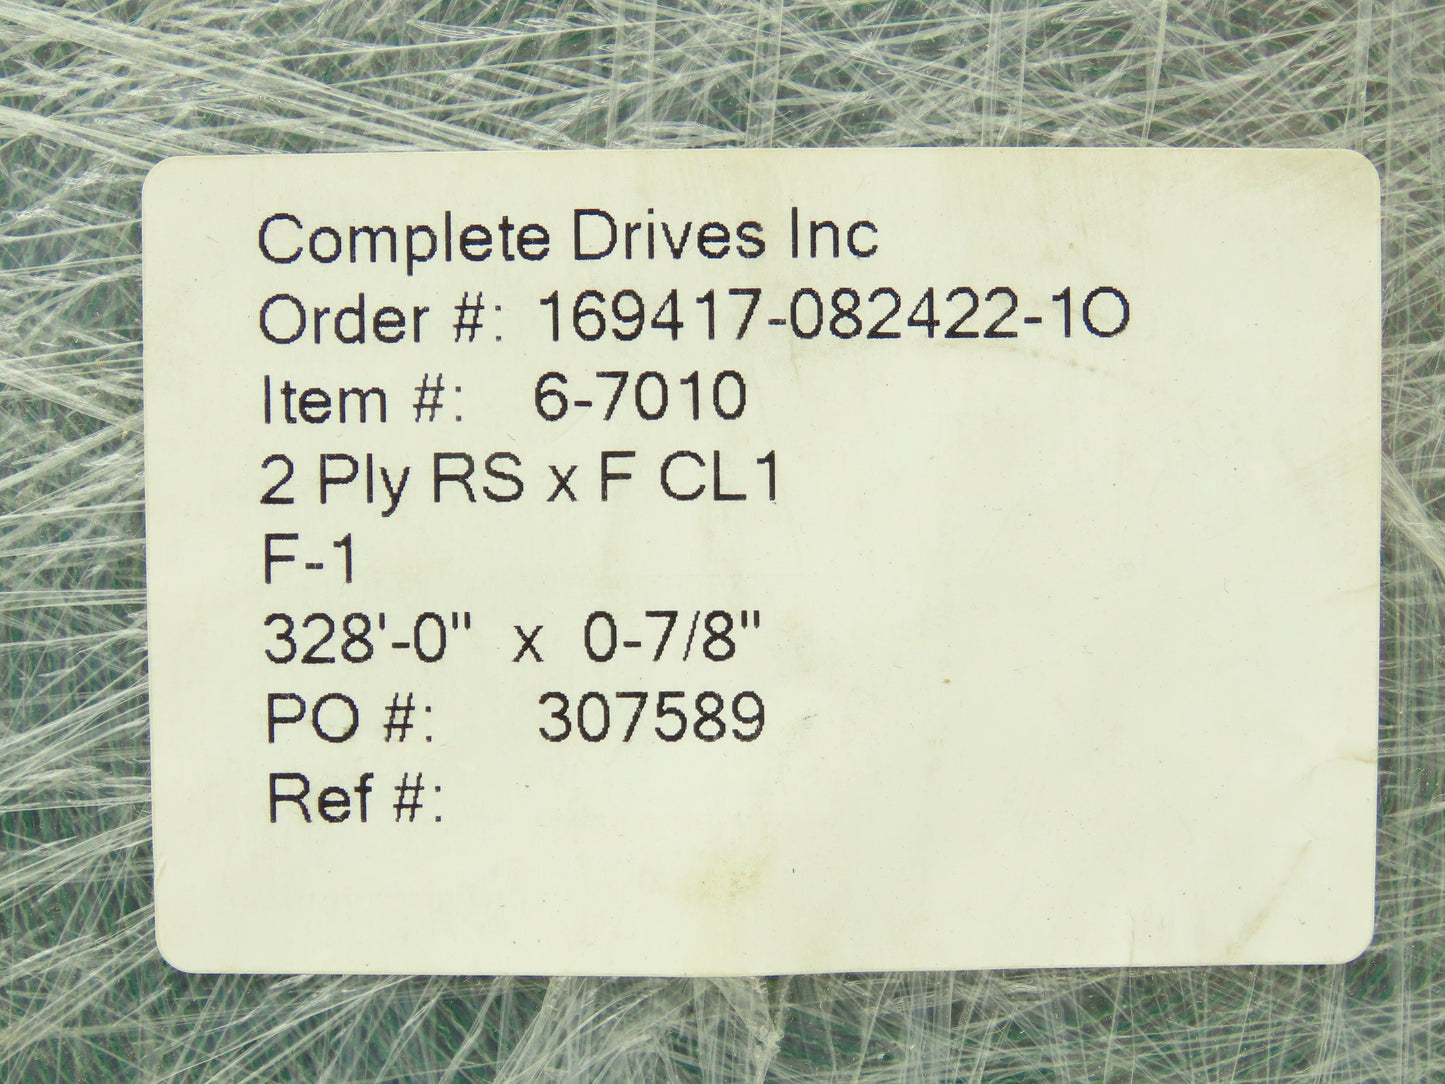 Complete Drives Inc
Order #: 169417-082422-1O
Item #: 6-7010
2 Ply RS x F CL1
F-1
328'-0" x 0-7/8"
PO #: 307589
Ref #: